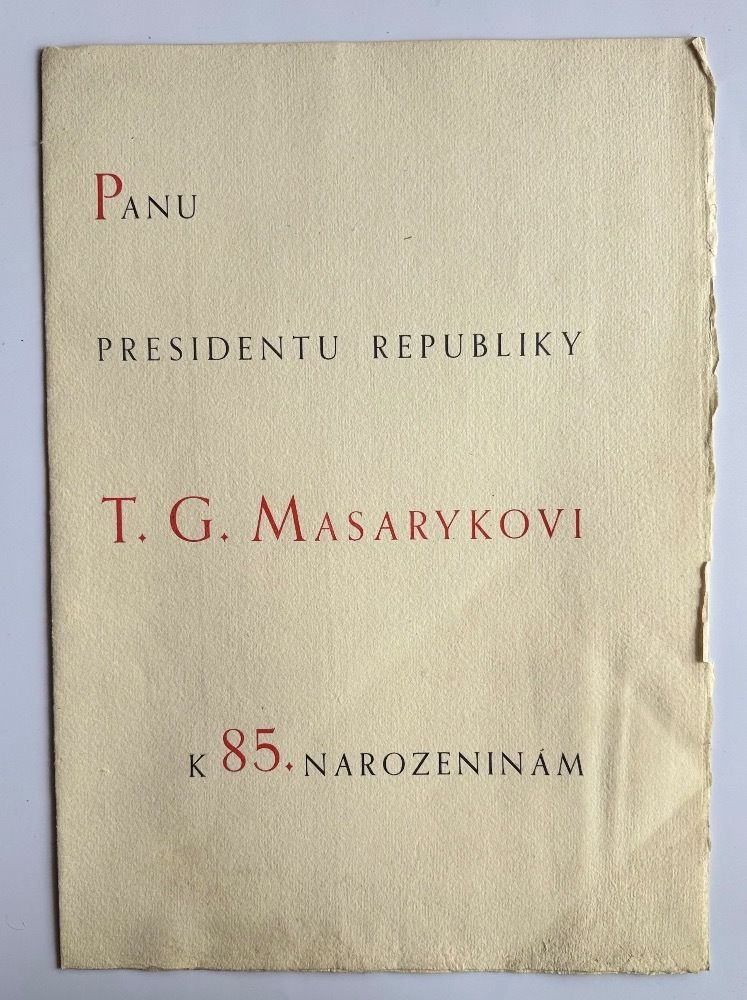 PANU
PRESIDENTU REPUBLIKY
T. G. MASARYKOVI
K 85. NAROZENINÁM